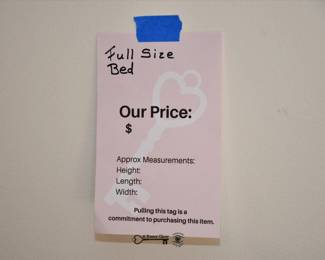 Full Size
Bed
Our Price:
$
Approx Measurements:
Height:
Length:
Width:
Pulling this tag is a
commitment to purchasing this item.